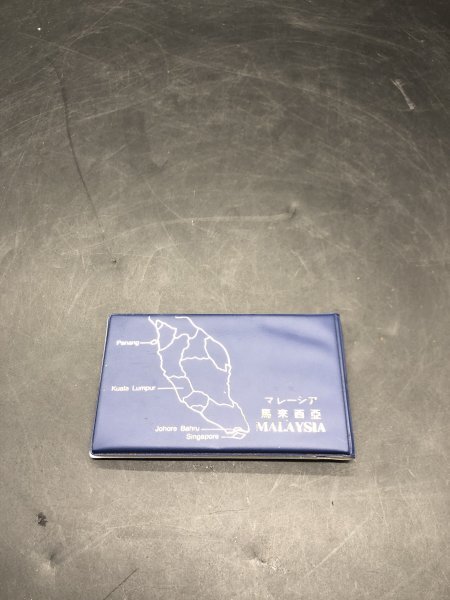 Penang
Kuala Lumpur
Johore Bahru
Singapore
マレーシア
馬來西亞
MALAYSIA